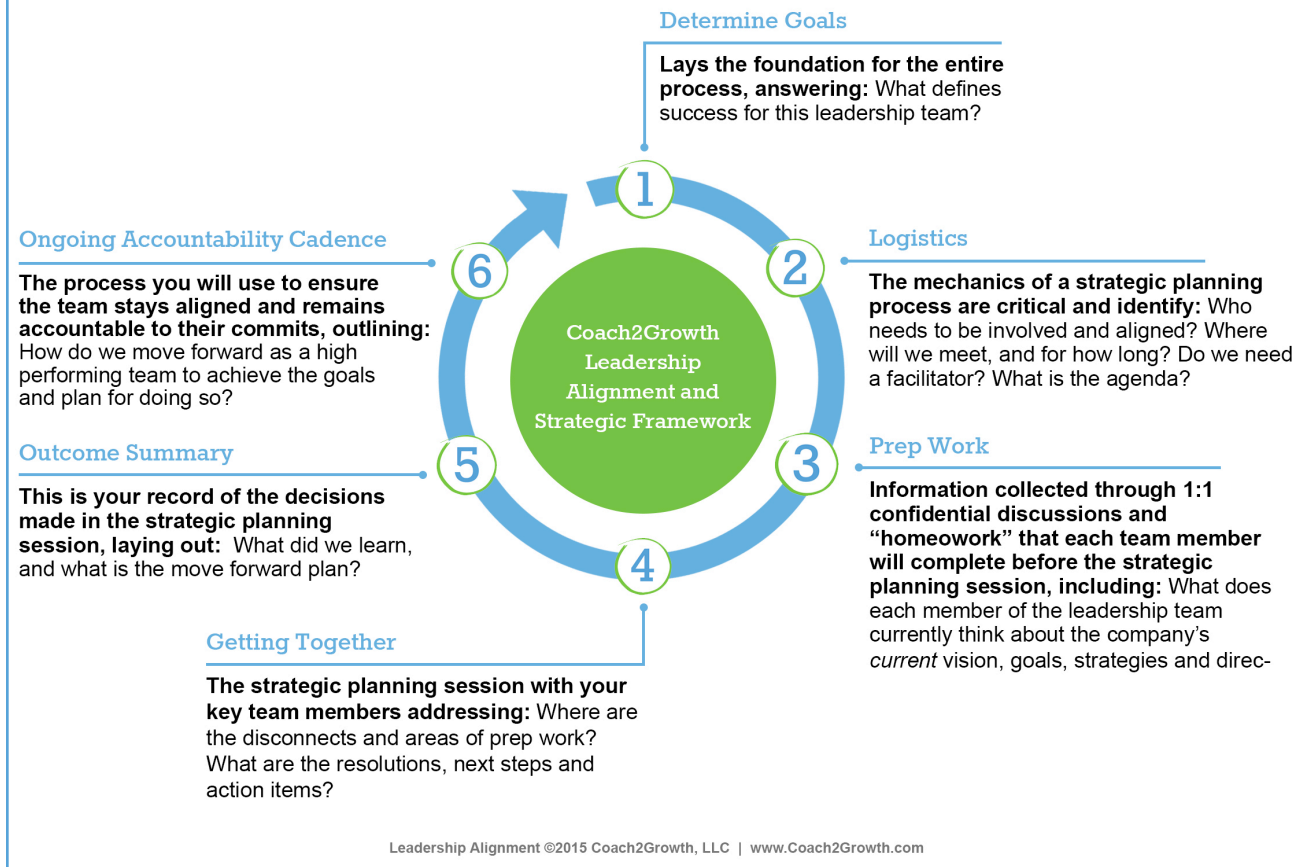 Determine Goals
Lays the foundation for the entire
process, answering: What defines
success for this leadership team?
1
Logistics
The mechanics of a strategic planning
process are critical and identify: Who
needs to be involved and aligned? Where
will we meet, and for how long? Do we need
a facilitator? What is the agenda?
2
Prep Work
Information collected through 1:1
confidential discussions and
“homeowork” that each team member
will complete before the strategic
planning session, including: What does
each member of the leadership team
currently think about the company’s
current vision, goals, strategies and direc-
3
Getting Together
The strategic planning session with your
key team members addressing: Where are
the disconnects and areas of prep work?
What are the resolutions, next steps and
action items?
4
Outcome Summary
This is your record of the decisions
made in the strategic planning
session, laying out:  What did we learn,
and what is the move forward plan?
5
Ongoing Accountability Cadence
The process you will use to ensure
the team stays aligned and remains
accountable to their commits, outlining:
How do we move forward as a high
performing team to achieve the goals
and plan for doing so?
6
Coach2Growth
Leadership
Alignment and
Strategic Framework
Leadership Alignment ©2015 Coach2Growth, LLC | www.Coach2Growth.com